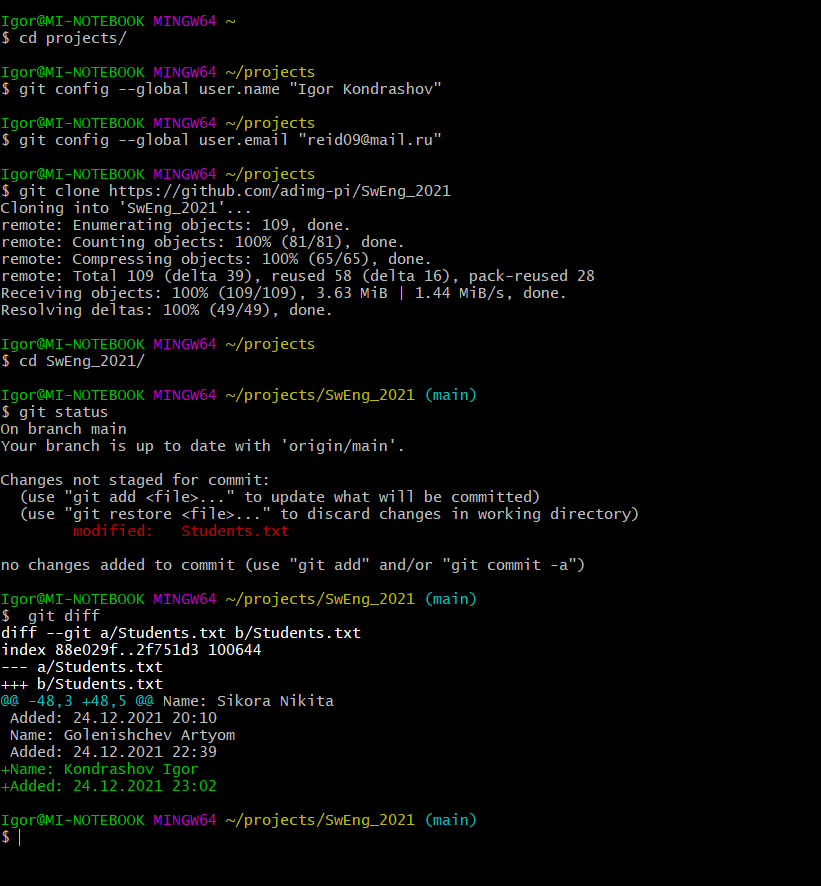 Igor@MI-NOTEBOOK MINGW64 ~
$ cd projects/
Igor@MI-NOTEBOOK MINGW64 ~/projects
$ git config --global user.name "Igor Kondrashov"
Igor@MI-NOTEBOOK MINGW64 ~/projects
$ git config --global user.email "reid09@mail.ru"
Igor@MI-NOTEBOOK MINGW64 ~/projects
$ git clone https://github.com/adimg-pi/SwEng_2021
Cloning into 'SwEng_2021'...
remote: Enumerating objects: 109, done.
remote: Counting objects: 100% (81/81), done.
remote: Compressing objects: 100% (65/65), done.
remote: Total 109 (delta 39), reused 58 (delta 16), pack-reused 28
Receiving objects: 100% (109/109), 3.63 MiB | 1.44 MiB/s, done.
Resolving deltas: 100% (49/49), done.
Igor@MI-NOTEBOOK MINGW64 ~/projects
$ cd SwEng_2021/
Igor@MI-NOTEBOOK MINGW64 ~/projects/SwEng_2021 (main)
$ git status
On branch main
Your branch is up to date with 'origin/main'.
Changes not staged for commit:
  (use "git add <file>..." to update what will be committed)
  (use "git restore <file>..." to discard changes in working directory)
        modified:   Students.txt
no changes added to commit (use "git add" and/or "git commit -a")
Igor@MI-NOTEBOOK MINGW64 ~/projects/SwEng_2021 (main)
$  git diff
diff --git a/Students.txt b/Students.txt
index 88e029f..2f751d3 100644
--- a/Students.txt
+++ b/Students.txt
@@ -48,3 +48,5 @@ Name: Sikora Nikita
 Added: 24.12.2021 20:10
 Name: Golenishchev Artyom
 Added: 24.12.2021 22:39
+Name: Kondrashov Igor
+Added: 24.12.2021 23:02
Igor@MI-NOTEBOOK MINGW64 ~/projects/SwEng_2021 (main)
$